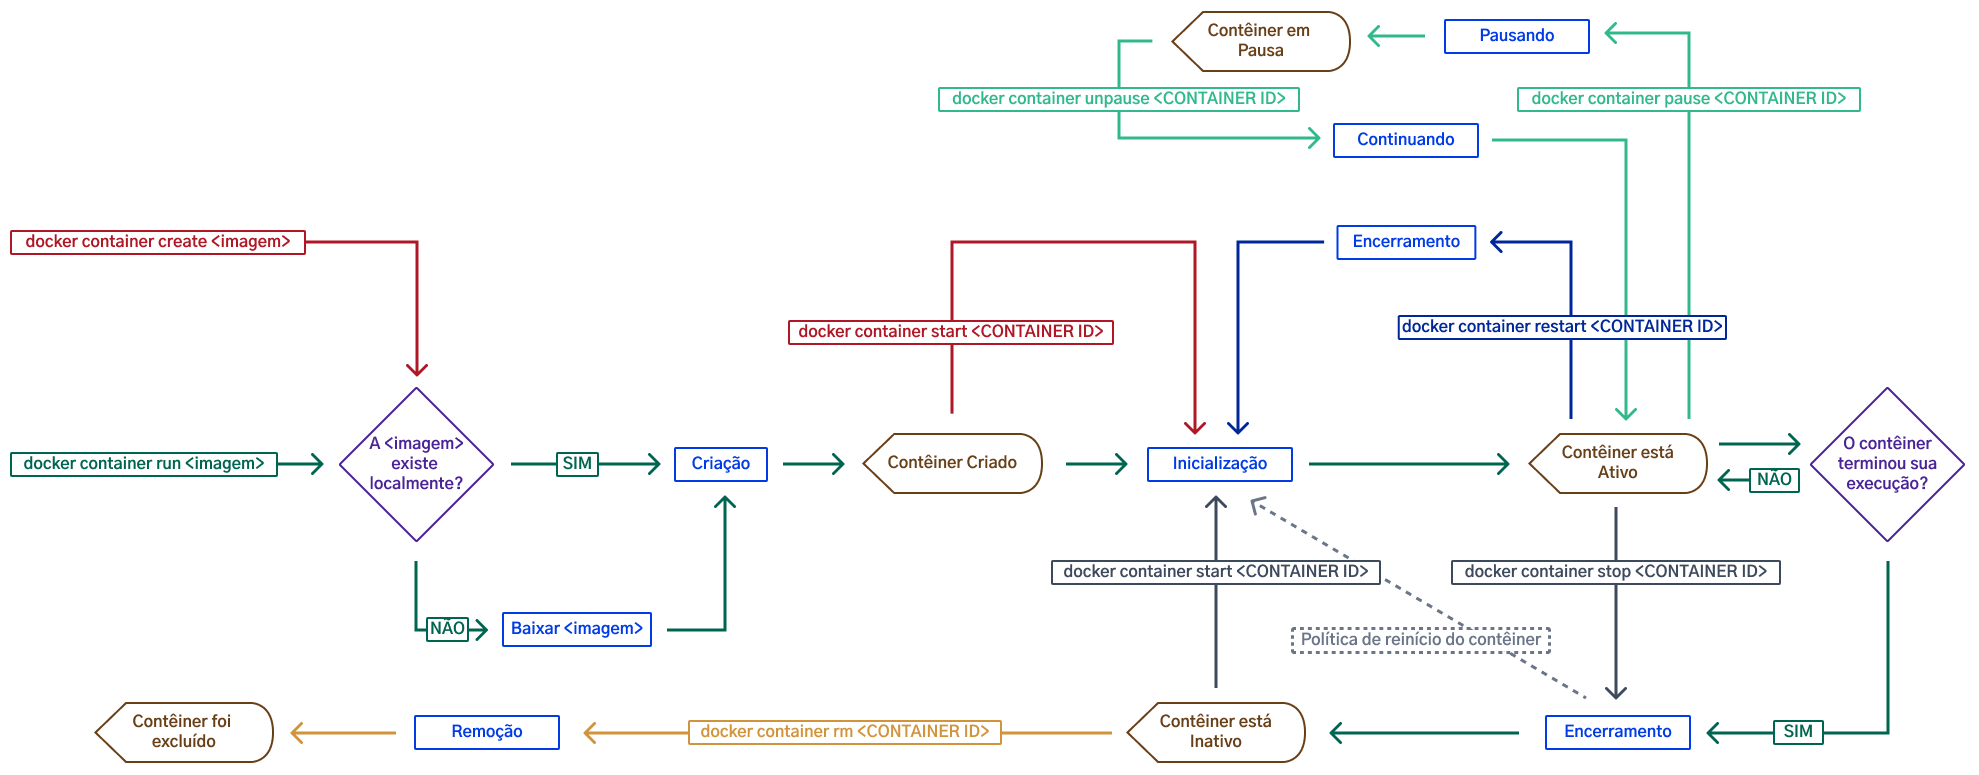 Contêiner em
Pausa
Pausando
docker container unpause <CONTAINER ID>
docker container pause <CONTAINER ID>
Continuando
docker container create <imagem>
Encerramento
docker container start <CONTAINER ID>
docker container restart <CONTAINER ID>
docker container run <imagem>
A <imagem>
existe
localmente?
SIM
Criação
Contêiner Criado
Inicialização
Contêiner está
Ativo
NÃO
O contêiner
terminou sua
execução?
docker container start <CONTAINER ID>
docker container stop <CONTAINER ID>
NÃO
Baixar <imagem>
Política de reinício do contêiner
Contêiner foi
excluído
Remoção
docker container rm <CONTAINER ID>
Contêiner está
Inativo
Encerramento
SIM